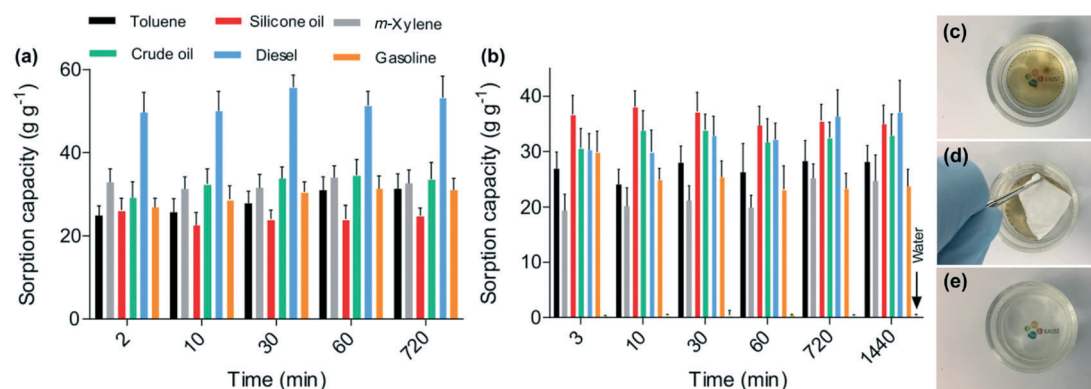 Toluene Silicone oil m-Xylene
Crude oil Diesel Gasoline
(a)
60
40
20
0
Sorption capacity (g g⁻¹)
2 10 30 60 720
Time (min)
(b)
40
30
20
10
0
Sorption capacity (g g⁻¹)
Water
3 10 30 60 720 1440
Time (min)
(c)
KAUST
(d)
(e)
KAUST